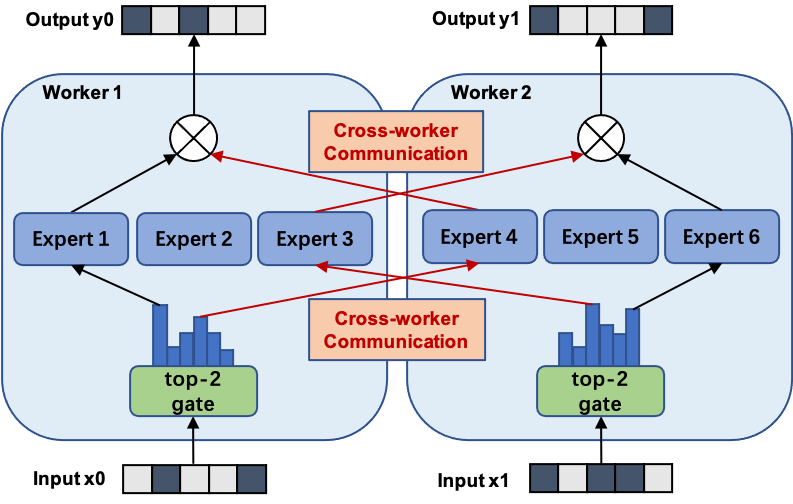 Output y0
Output y1
Worker 1
Worker 2
Cross-worker
Communication
Expert 1
Expert 2
Expert 3
Expert 4
Expert 5
Expert 6
Cross-worker
Communication
top-2
gate
top-2
gate
Input x0
Input x1